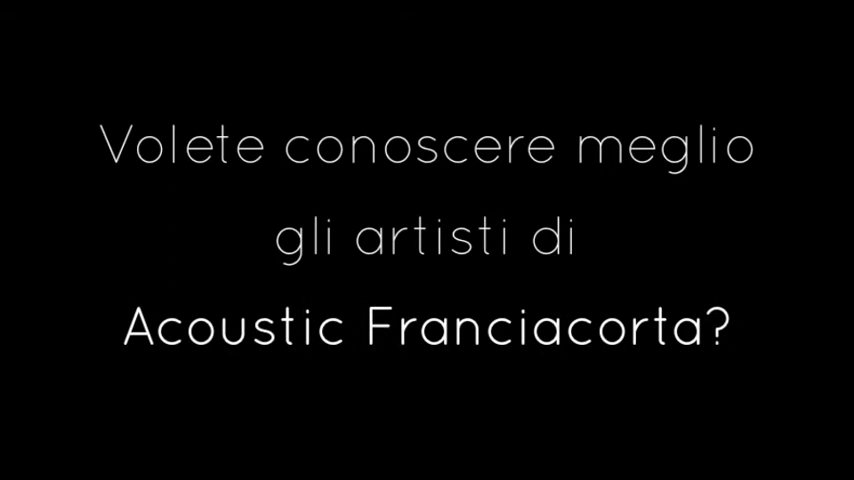 Volete conoscere meglio
gli artisti di
Acoustic Franciacorta?